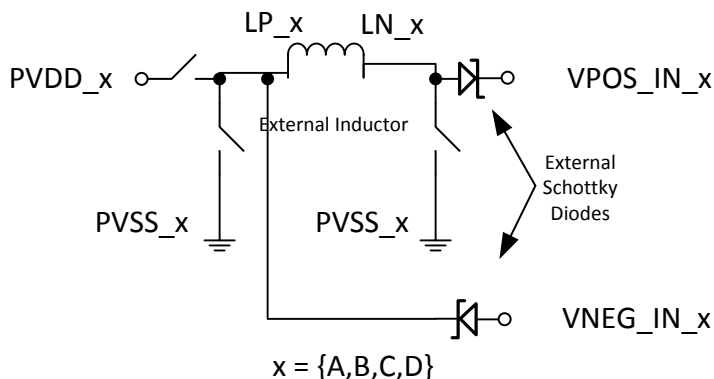 LP_x
LN_x
PVDD_x
VPOS_IN_x
External Inductor
External
Schottky
Diodes
PVSS_x
PVSS_x
VNEG_IN_x
x = {A,B,C,D}